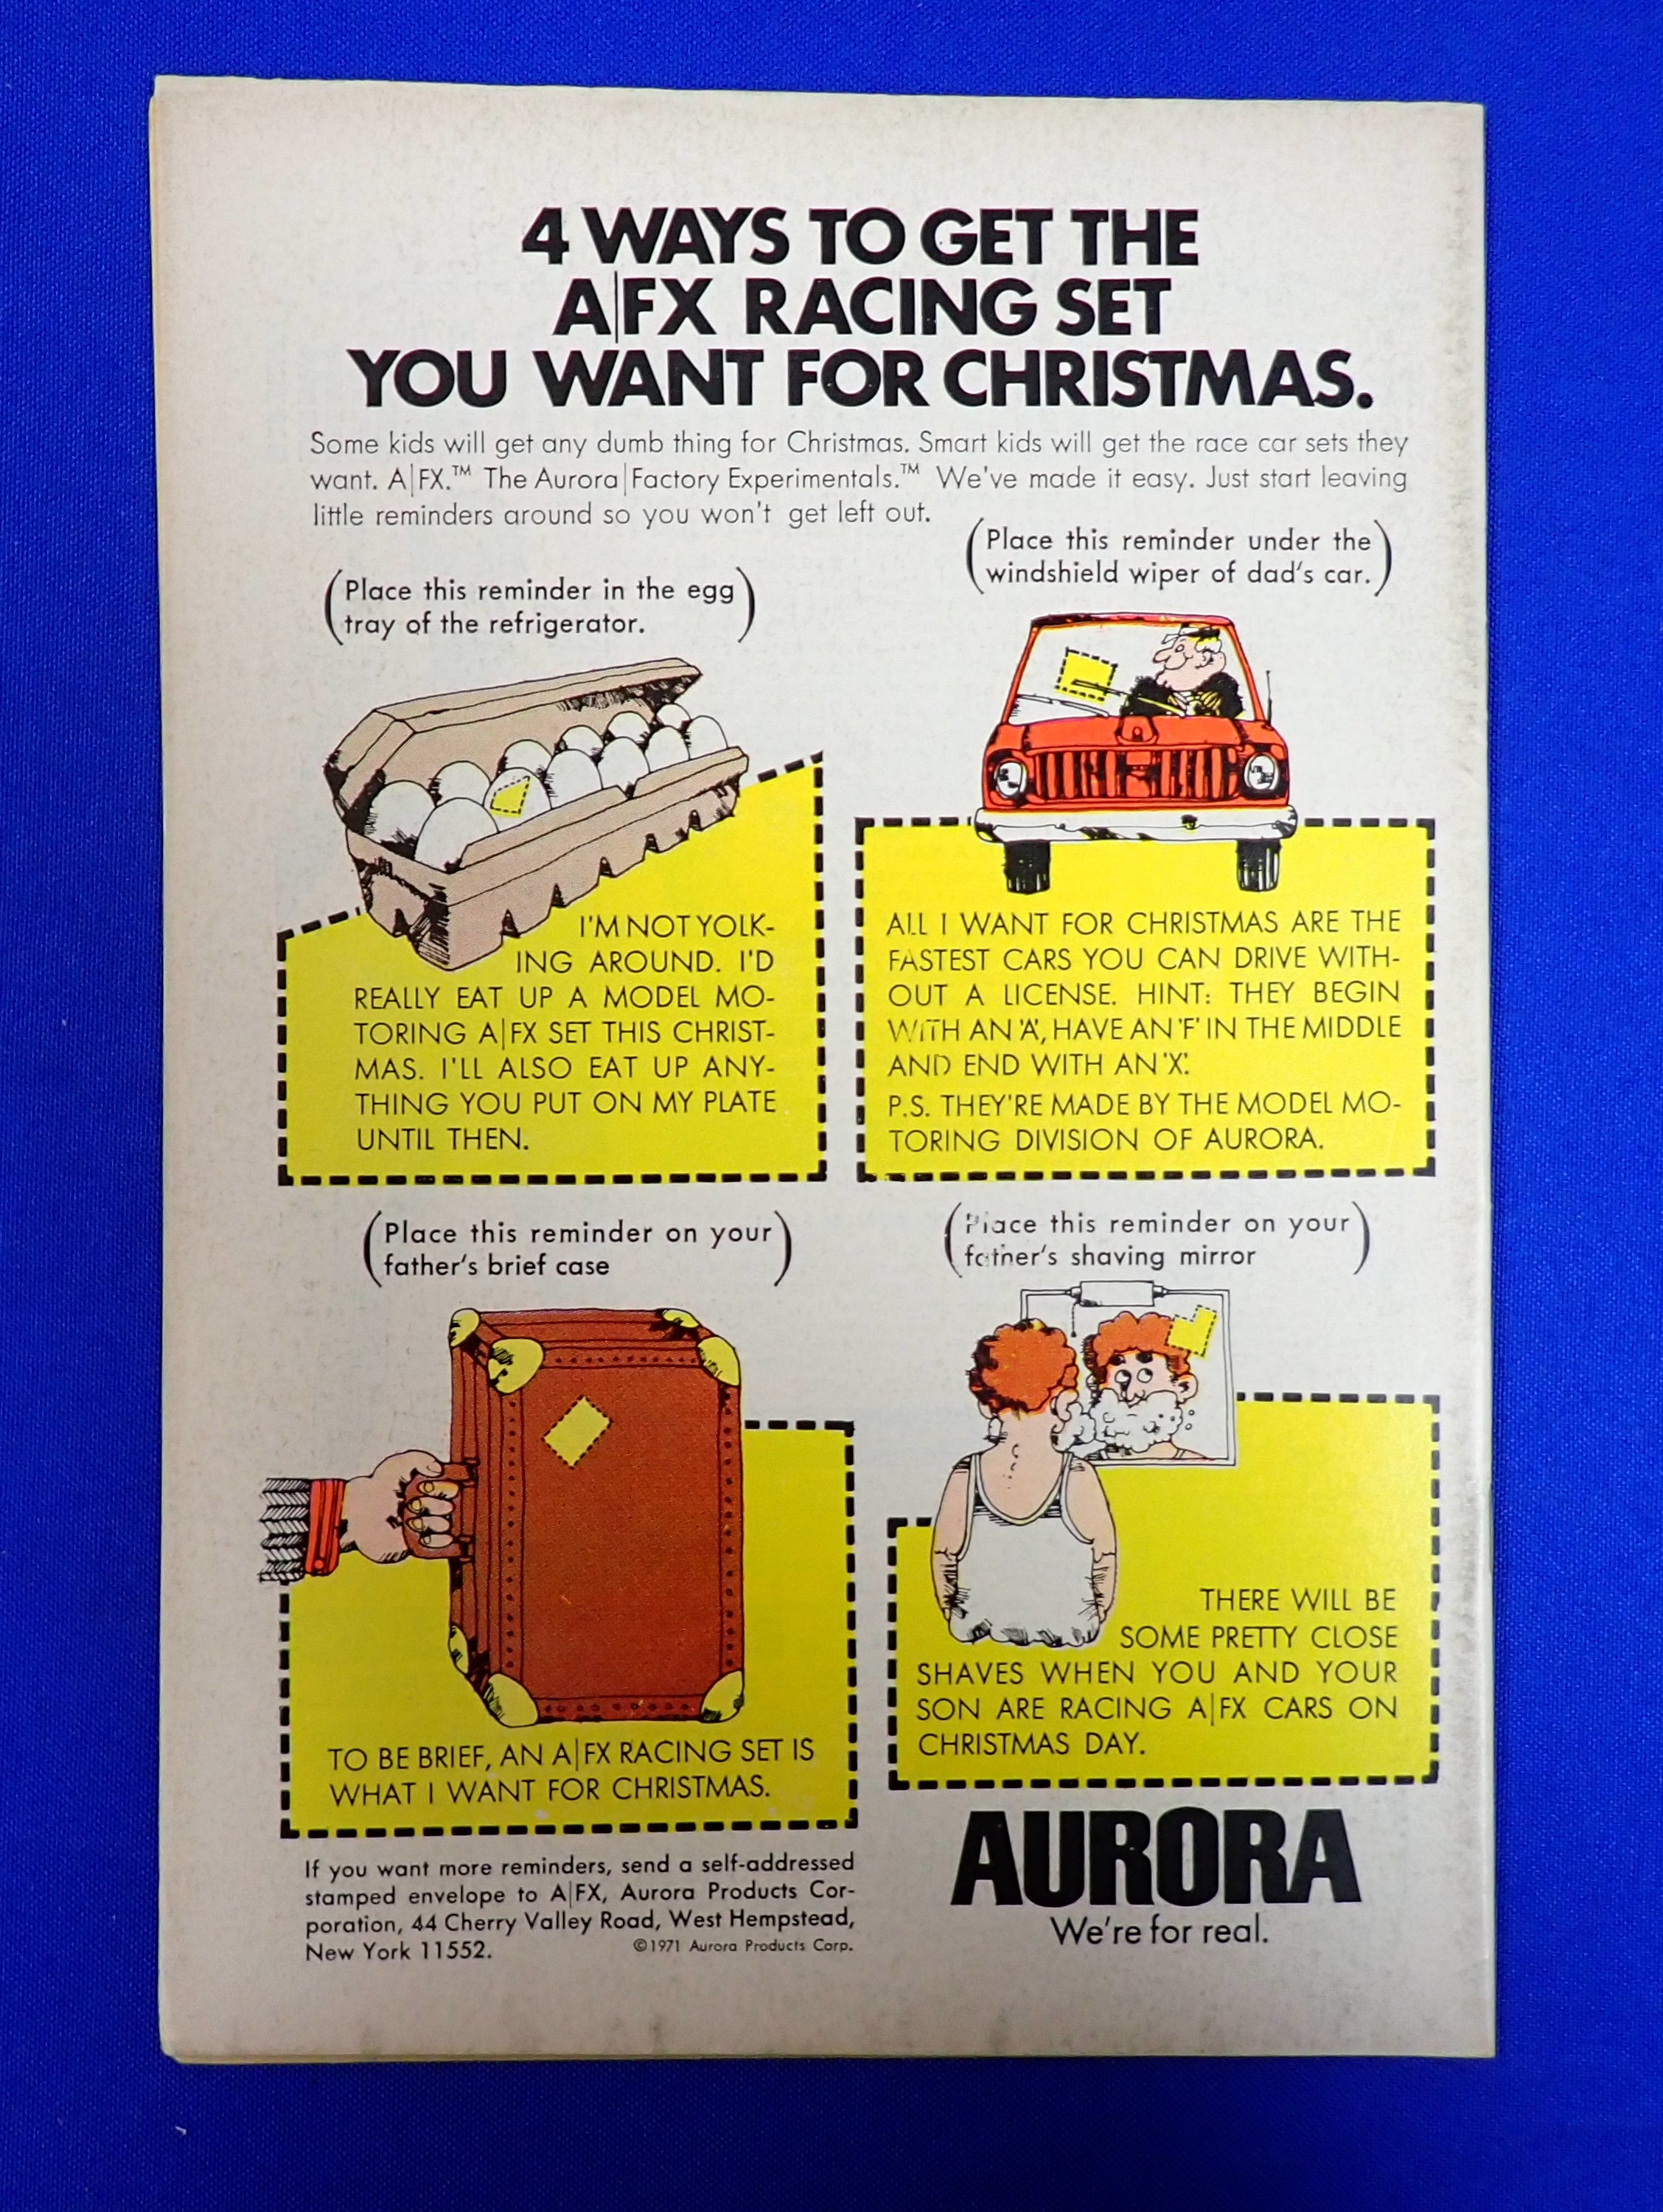 4 WAYS TO GET THE
A|FX RACING SET
YOU WANT FOR CHRISTMAS.
Some kids will get any dumb thing for Christmas. Smart kids will get the race car sets they
want. A|FX.™ The Aurora|Factory Experimentals.™ We've made it easy. Just start leaving
little reminders around so you won't get left out.
(Place this reminder in the egg
tray of the refrigerator.)
I'M NOT YOLK-
ING AROUND. I'D
REALLY EAT UP A MODEL MO-
TORING A|FX SET THIS CHRIST-
MAS. I'LL ALSO EAT UP ANY-
THING YOU PUT ON MY PLATE
UNTIL THEN.
(Place this reminder under the
windshield wiper of dad's car.)
ALL I WANT FOR CHRISTMAS ARE THE
FASTEST CARS YOU CAN DRIVE WITH-
OUT A LICENSE. HINT: THEY BEGIN
WITH AN 'A', HAVE AN 'F' IN THE MIDDLE
AND END WITH AN 'X'.
P.S. THEY'RE MADE BY THE MODEL MO-
TORING DIVISION OF AURORA.
(Place this reminder on your
father's brief case)
TO BE BRIEF, AN A|FX RACING SET IS
WHAT I WANT FOR CHRISTMAS.
(Place this reminder on your
father's shaving mirror)
THERE WILL BE
SOME PRETTY CLOSE
SHAVES WHEN YOU AND YOUR
SON ARE RACING A|FX CARS ON
CHRISTMAS DAY.
If you want more reminders, send a self-addressed
stamped envelope to A|FX, Aurora Products Cor-
poration, 44 Cherry Valley Road, West Hempstead,
New York 11552. ©1971 Aurora Products Corp.
AURORA
We're for real.